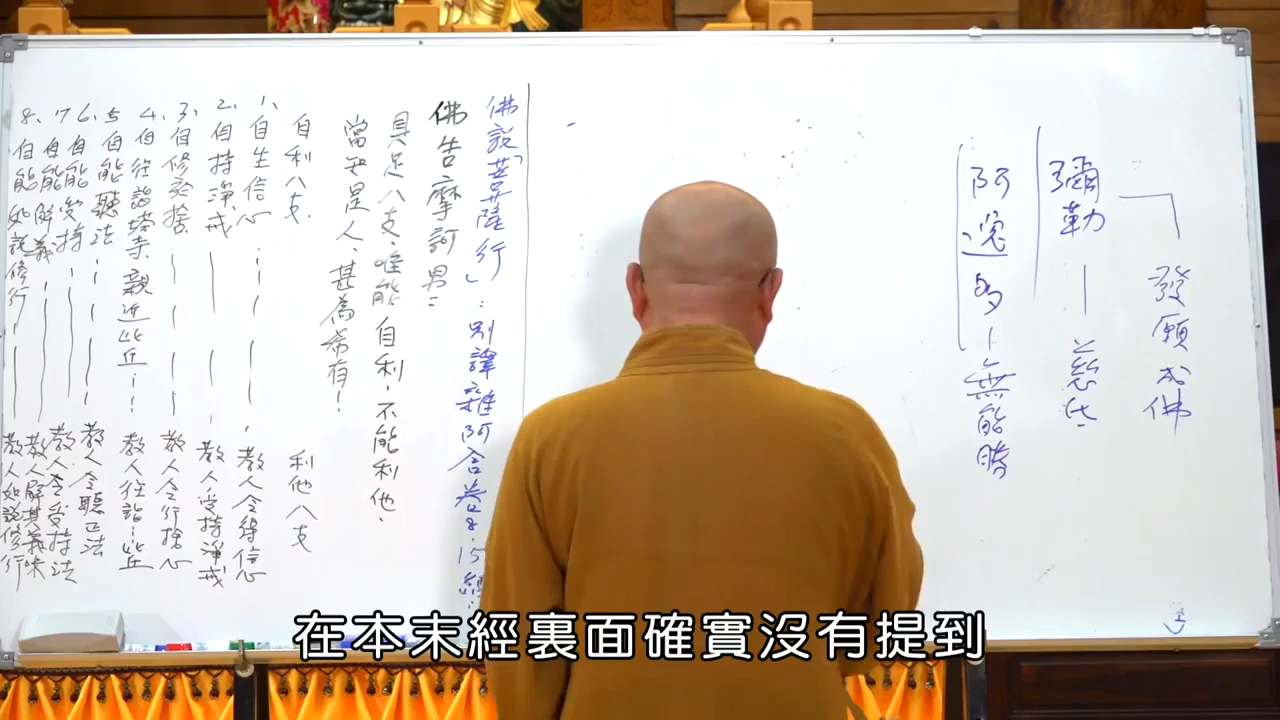 發願成佛
彌勒 — 慈氏
阿逸多 — 無能勝
佛說「菩薩行」：別譯雜阿含卷8·15經
佛告摩訶男：
具足八支、唯能自利、不能利他、
當知是人、甚為希有！
自利八支 利他八支
1、自生信心 教人令得信心
2、自持淨戒 教人受持淨戒
3、自修於捨 教人令行捨心
4、自往詣塔寺親近比丘 教人往詣—比丘
5、自能聽法 教人令聽正法
6、自能受持 教人令受持法
7、自能解義 教人解其義味
8、自能如說修行 教人如說修行
在本末經裏面確實沒有提到